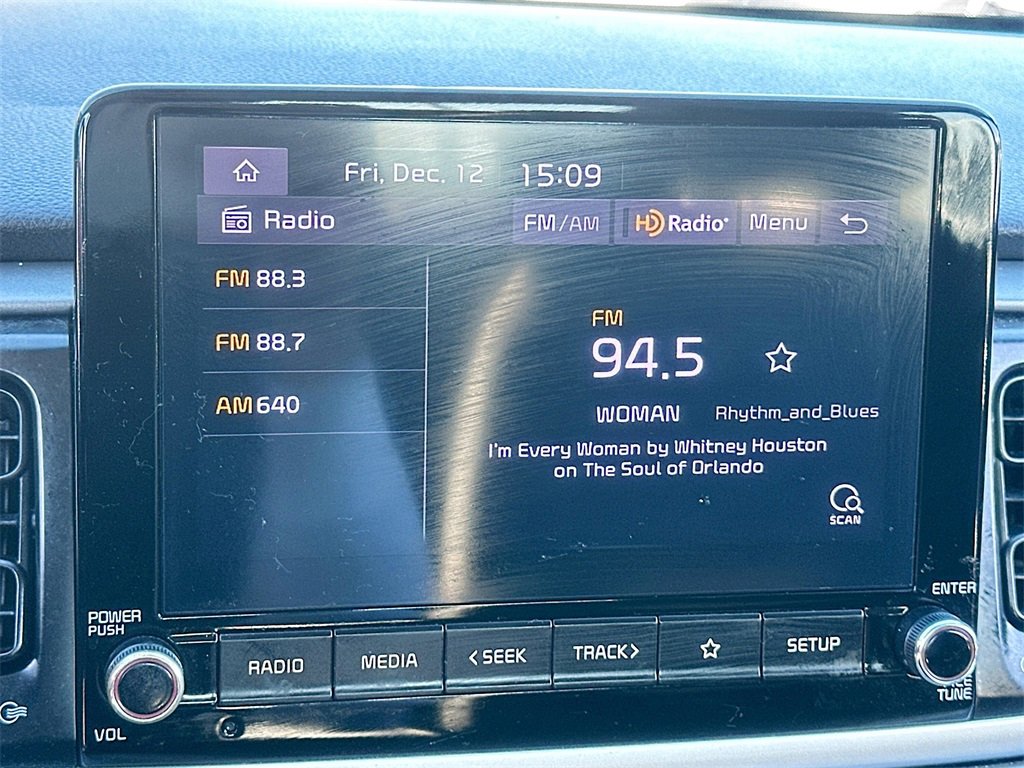 Fri, Dec. 12 15:09
Radio FM/AM HD Radio Menu
FM 88.3
FM 88.7
AM 640
FM
94.5
WOMAN Rhythm_and_Blues
I'm Every Woman by Whitney Houston
on The Soul of Orlando
SCAN
POWER
PUSH
ENTER
RADIO MEDIA <SEEK TRACK> SETUP
VOL
TUNE